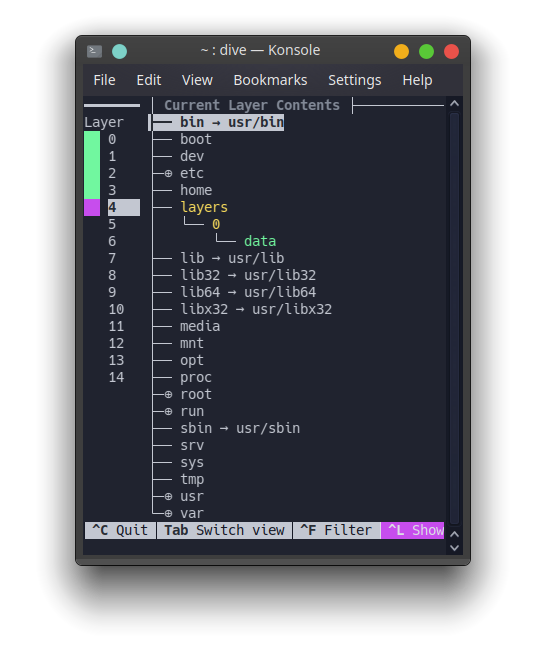 ~ : dive — Konsole
File Edit View Bookmarks Settings Help
Current Layer Contents
Layer bin → usr/bin
0 boot
1 dev
2 ⊕ etc
3 home
4 layers
5 0
6 data
7 lib → usr/lib
8 lib32 → usr/lib32
9 lib64 → usr/lib64
10 libx32 → usr/libx32
11 media
12 mnt
13 opt
14 proc
⊕ root
⊕ run
sbin → usr/sbin
srv
sys
tmp
⊕ usr
⊕ var
^C Quit Tab Switch view ^F Filter ^L Show